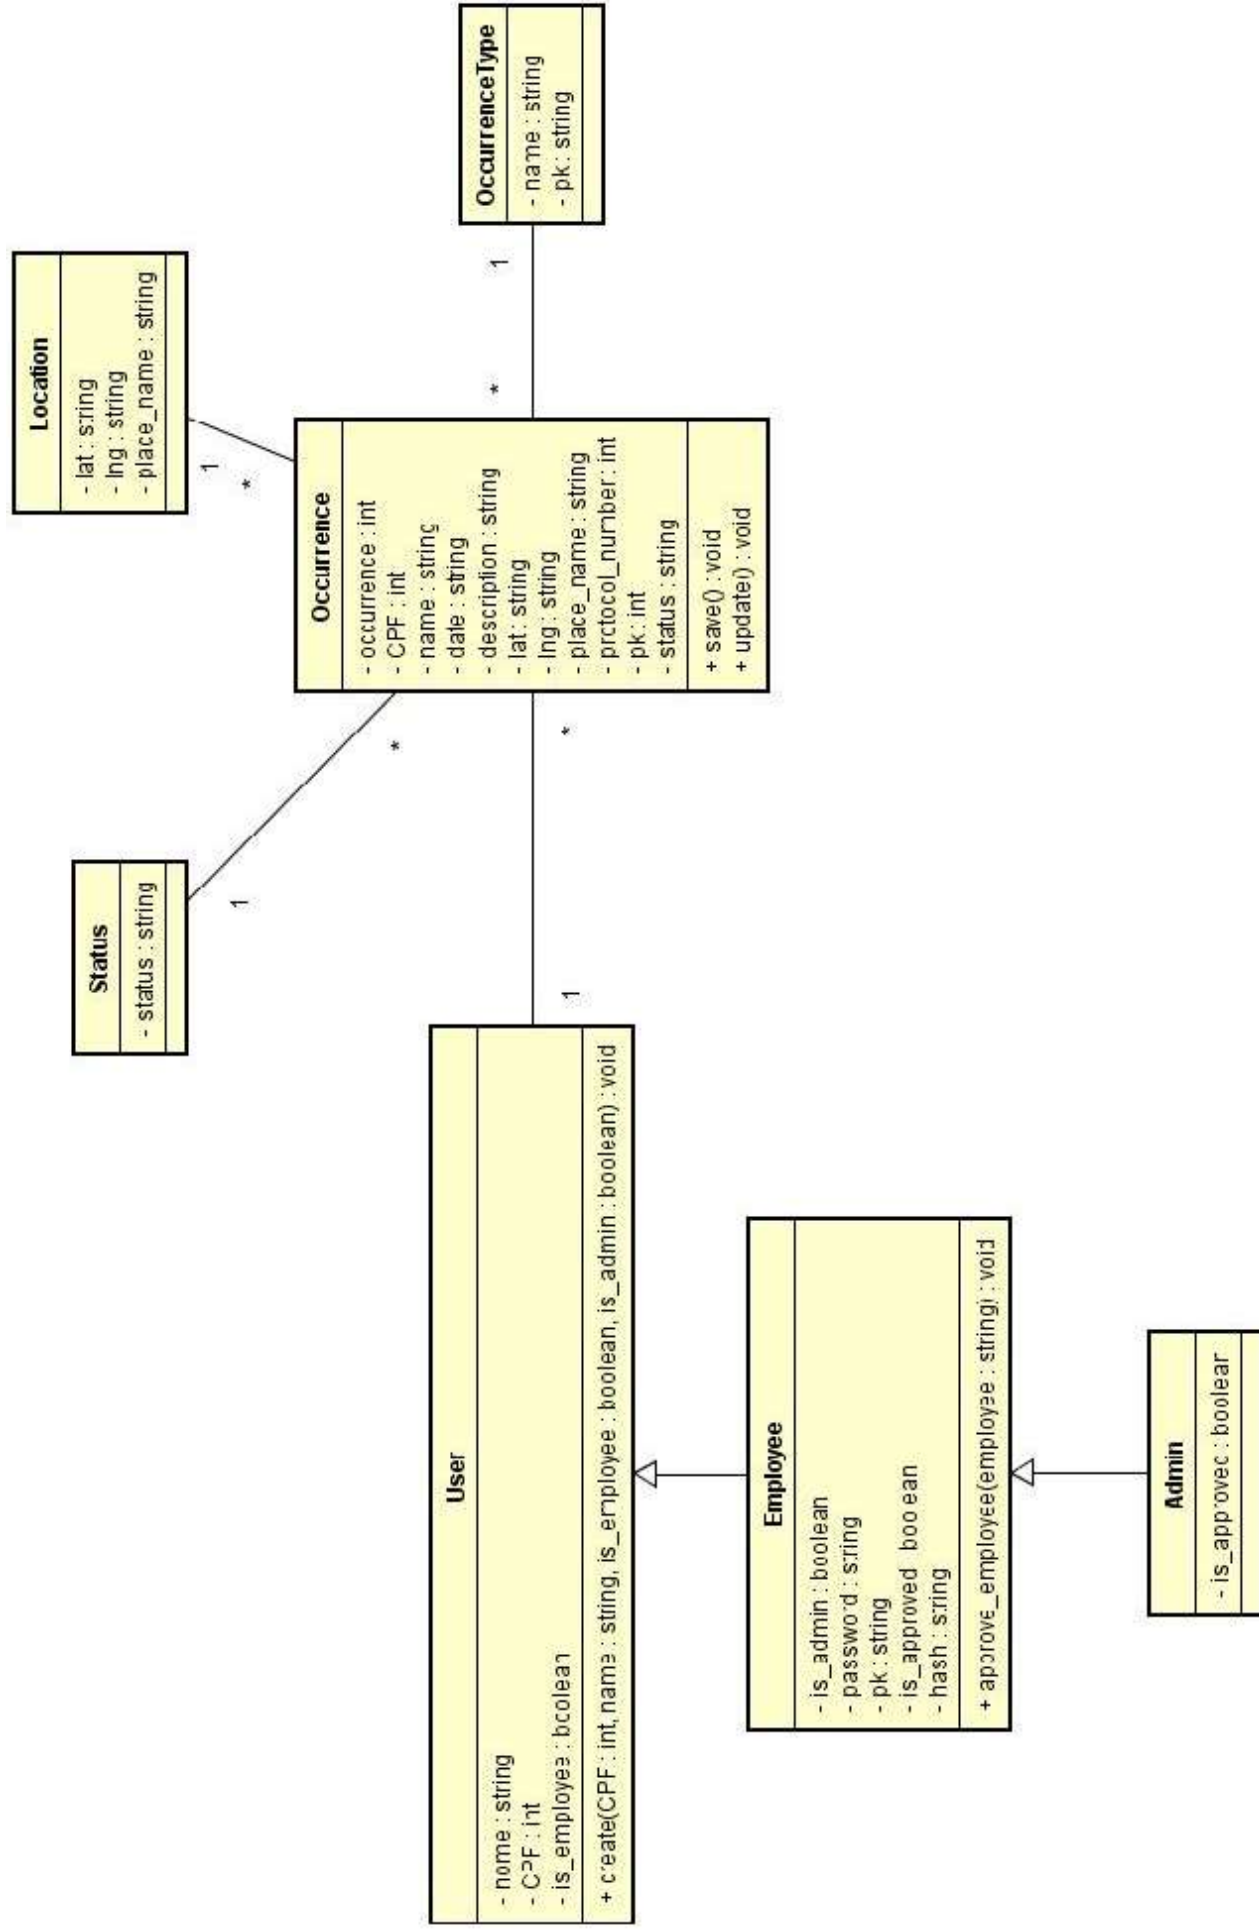 Status
- status : string
Location
- lat : string
- lng : string
- place_name : string
User
- nome : string
- CPF : int
- is_employee : boolean
+ create(CPF : int, name : string, is_employee : boolean, is_admin : boolean) : void
1
*
1
*
1
*
Occurrence
- occurrence : int
- CPF : int
- name : string
- date : string
- description : string
- lat : string
- lng : string
- place_name : string
- protocol_number : int
- pk : int
- status : string
+ save() : void
+ update() : void
*
1
OccurrenceType
- name : string
- pk : string
Employee
- is_admin : boolean
- password : string
- pk : string
- is_approved : boolean
- hash : string
+ approve_employee(employee : string) : void
Admin
- is_approved : boolean